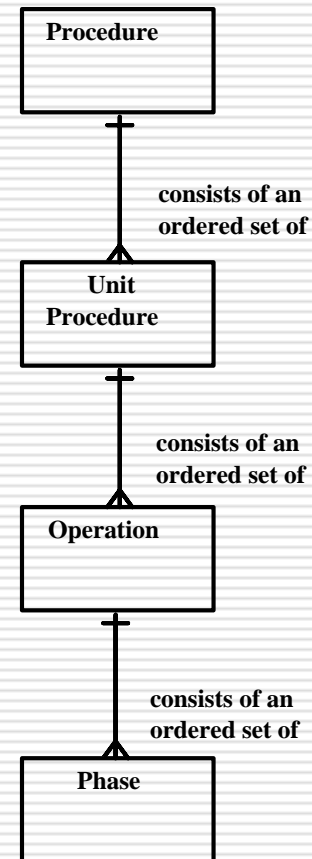 Procedure
consists of an
ordered set of
Unit
Procedure
consists of an
ordered set of
Operation
consists of an
ordered set of
Phase